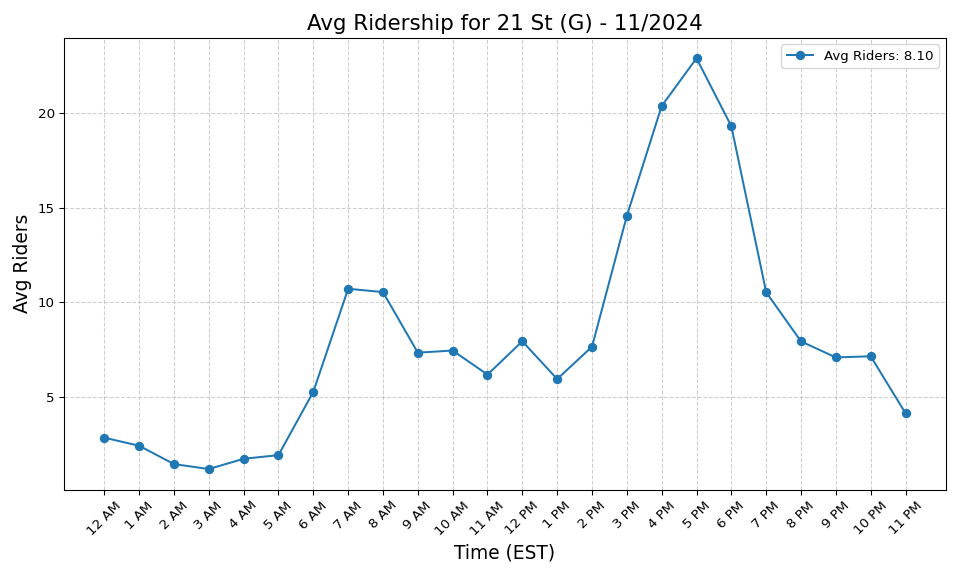 Avg Ridership for 21 St (G) - 11/2024
Avg Riders: 8.10
Avg Riders
20
15
10
5
12 AM
1 AM
2 AM
3 AM
4 AM
5 AM
6 AM
7 AM
8 AM
9 AM
10 AM
11 AM
12 PM
1 PM
2 PM
3 PM
4 PM
5 PM
6 PM
7 PM
8 PM
9 PM
10 PM
11 PM
Time (EST)